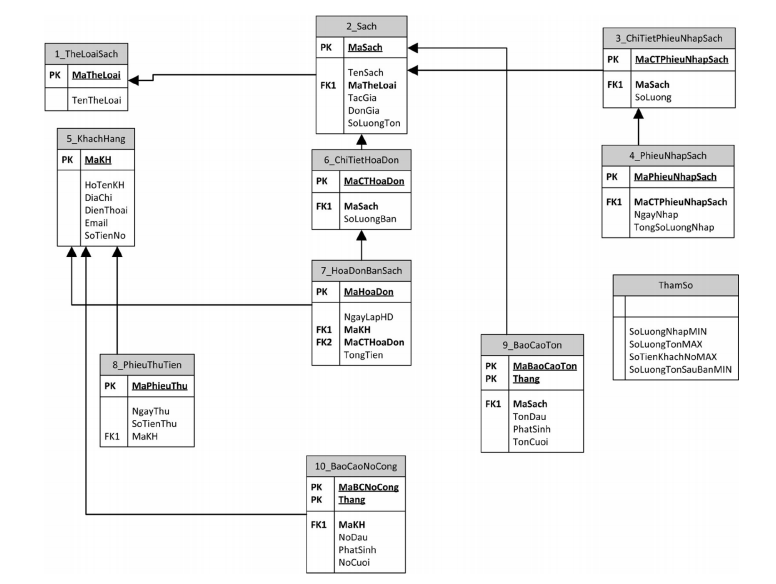 1_TheLoaiSach
PK MaTheLoai
TenTheLoai
2_Sach
PK MaSach
TenSach
FK1 MaTheLoai
TacGia
DonGia
SoLuongTon
3_ChiTietPhieuNhapSach
PK MaCTPhieuNhapSach
FK1 MaSach
SoLuong
5_KhachHang
PK MaKH
HoTenKH
DiaChi
DienThoai
Email
SoTienNo
6_ChiTietHoaDon
PK MaCTHoaDon
FK1 MaSach
SoLuongBan
4_PhieuNhapSach
PK MaPhieuNhapSach
FK1 MaCTPhieuNhapSach
NgayNhap
TongSoLuongNhap
7_HoaDonBanSach
PK MaHoaDon
NgayLapHD
FK1 MaKH
FK2 MaCTHoaDon
TongTien
ThamSo
SoLuongNhapMIN
SoLuongTonMAX
SoTienKhachNoMAX
SoLuongTonSauBanMIN
8_PhieuThuTien
PK MaPhieuThu
NgayThu
SoTienThu
FK1 MaKH
9_BaoCaoTon
PK MaBaoCaoTon
PK Thang
FK1 MaSach
TonDau
PhatSinh
TonCuoi
10_BaoCaoNoCong
PK MaBCNoCong
PK Thang
FK1 MaKH
NoDau
PhatSinh
NoCuoi